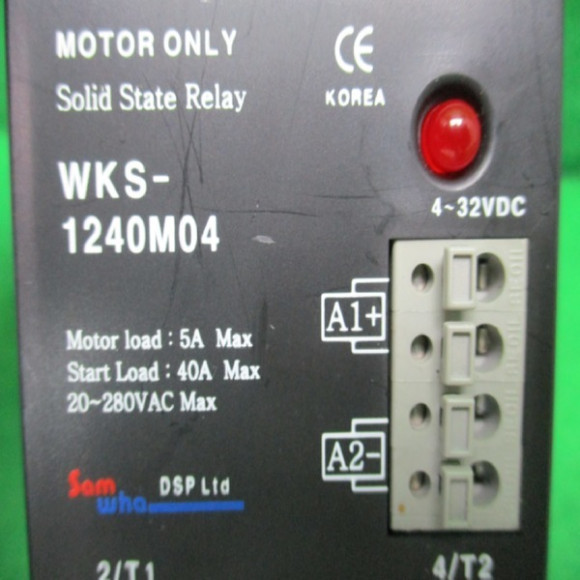 MOTOR ONLY
CE
Solid State Relay
KOREA
WKS-
1240M04
4~32VDC
A1+
Motor load : 5A Max
Start Load : 40A Max
20~280VAC Max
A2-
Sam
wha DSP Ltd
2/T1
4/T2